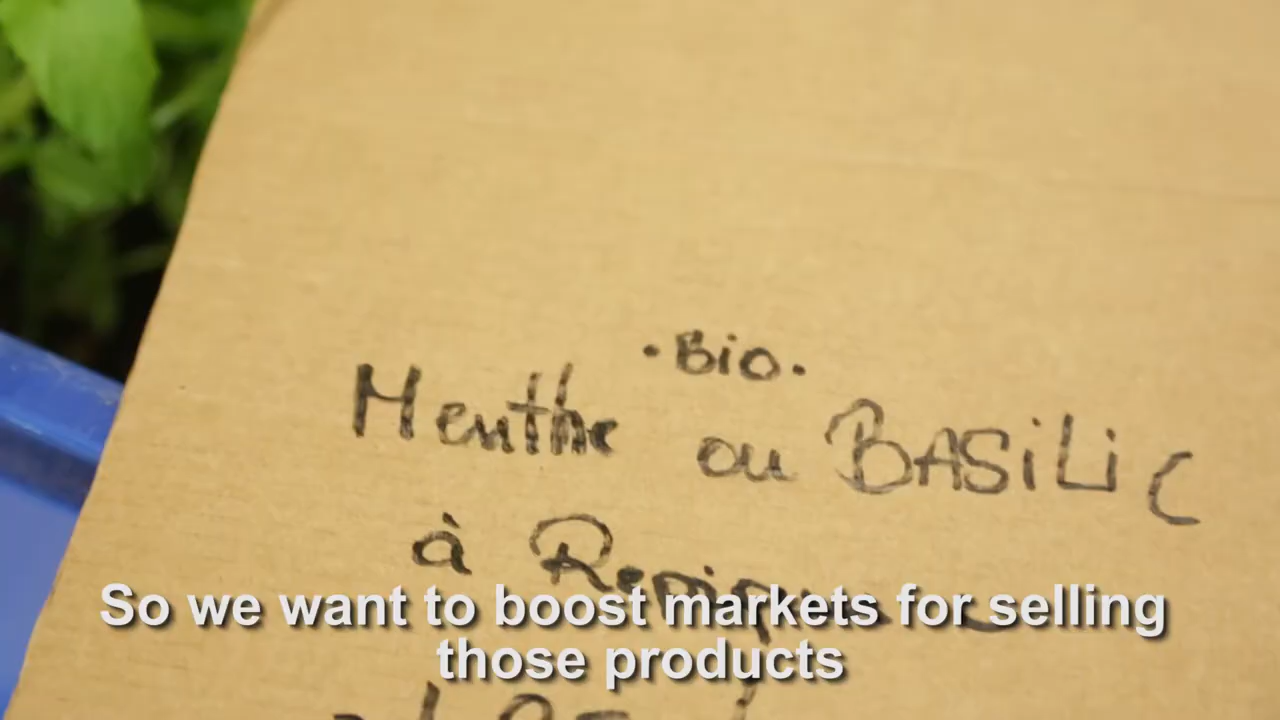 ·Bio·
Menthe ou BASiLiC
à
So we want to boost markets for selling
those products